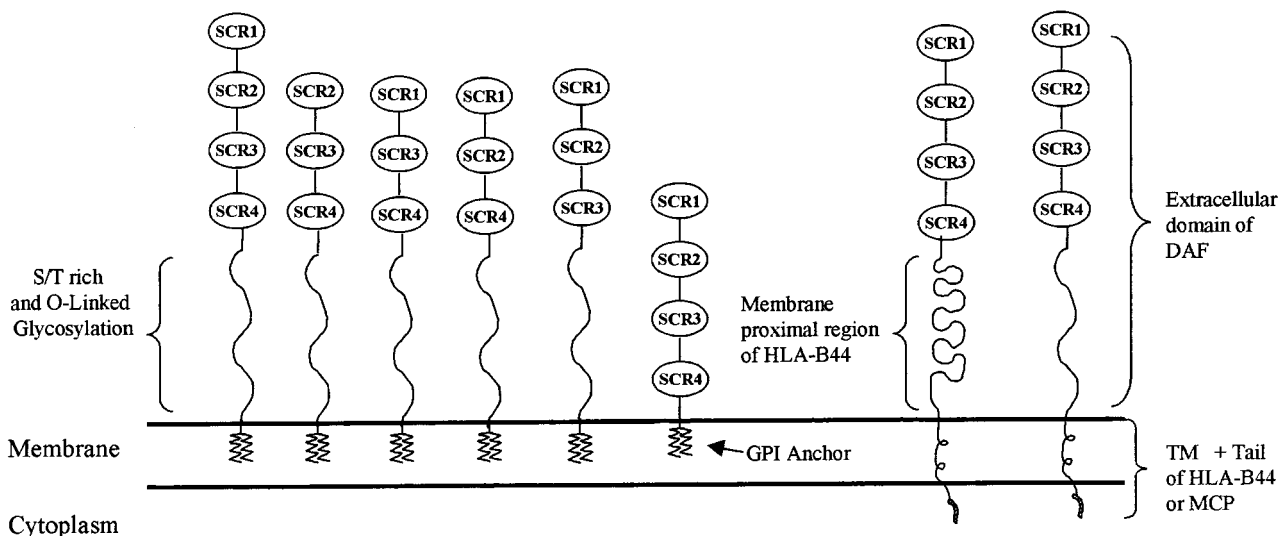 SCR1
SCR2
SCR3
SCR4
SCR2
SCR3
SCR4
SCR1
SCR3
SCR4
SCR1
SCR2
SCR4
SCR1
SCR2
SCR3
SCR1
SCR2
SCR3
SCR4
SCR1
SCR2
SCR3
SCR4
SCR1
SCR2
SCR3
SCR4
S/T rich
and O-Linked
Glycosylation
Membrane
proximal region
of HLA-B44
Extracellular
domain of
DAF
Membrane
GPI Anchor
TM + Tail
of HLA-B44
or MCP
Cytoplasm